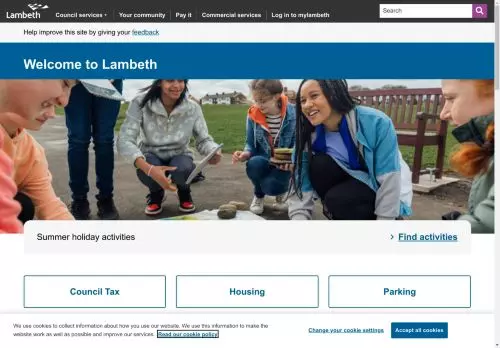 Lambeth
Council services
Your community
Pay it
Commercial services
Log in to mylambeth
Search
Help improve this site by giving your feedback
Welcome to Lambeth
Summer holiday activities
Find activities
Council Tax
Housing
Parking
We use cookies to collect information about how you use our website. We use this information to make the
website work as well as possible and improve our services. Read our cookie policy
Change your cookie settings
Accept all cookies